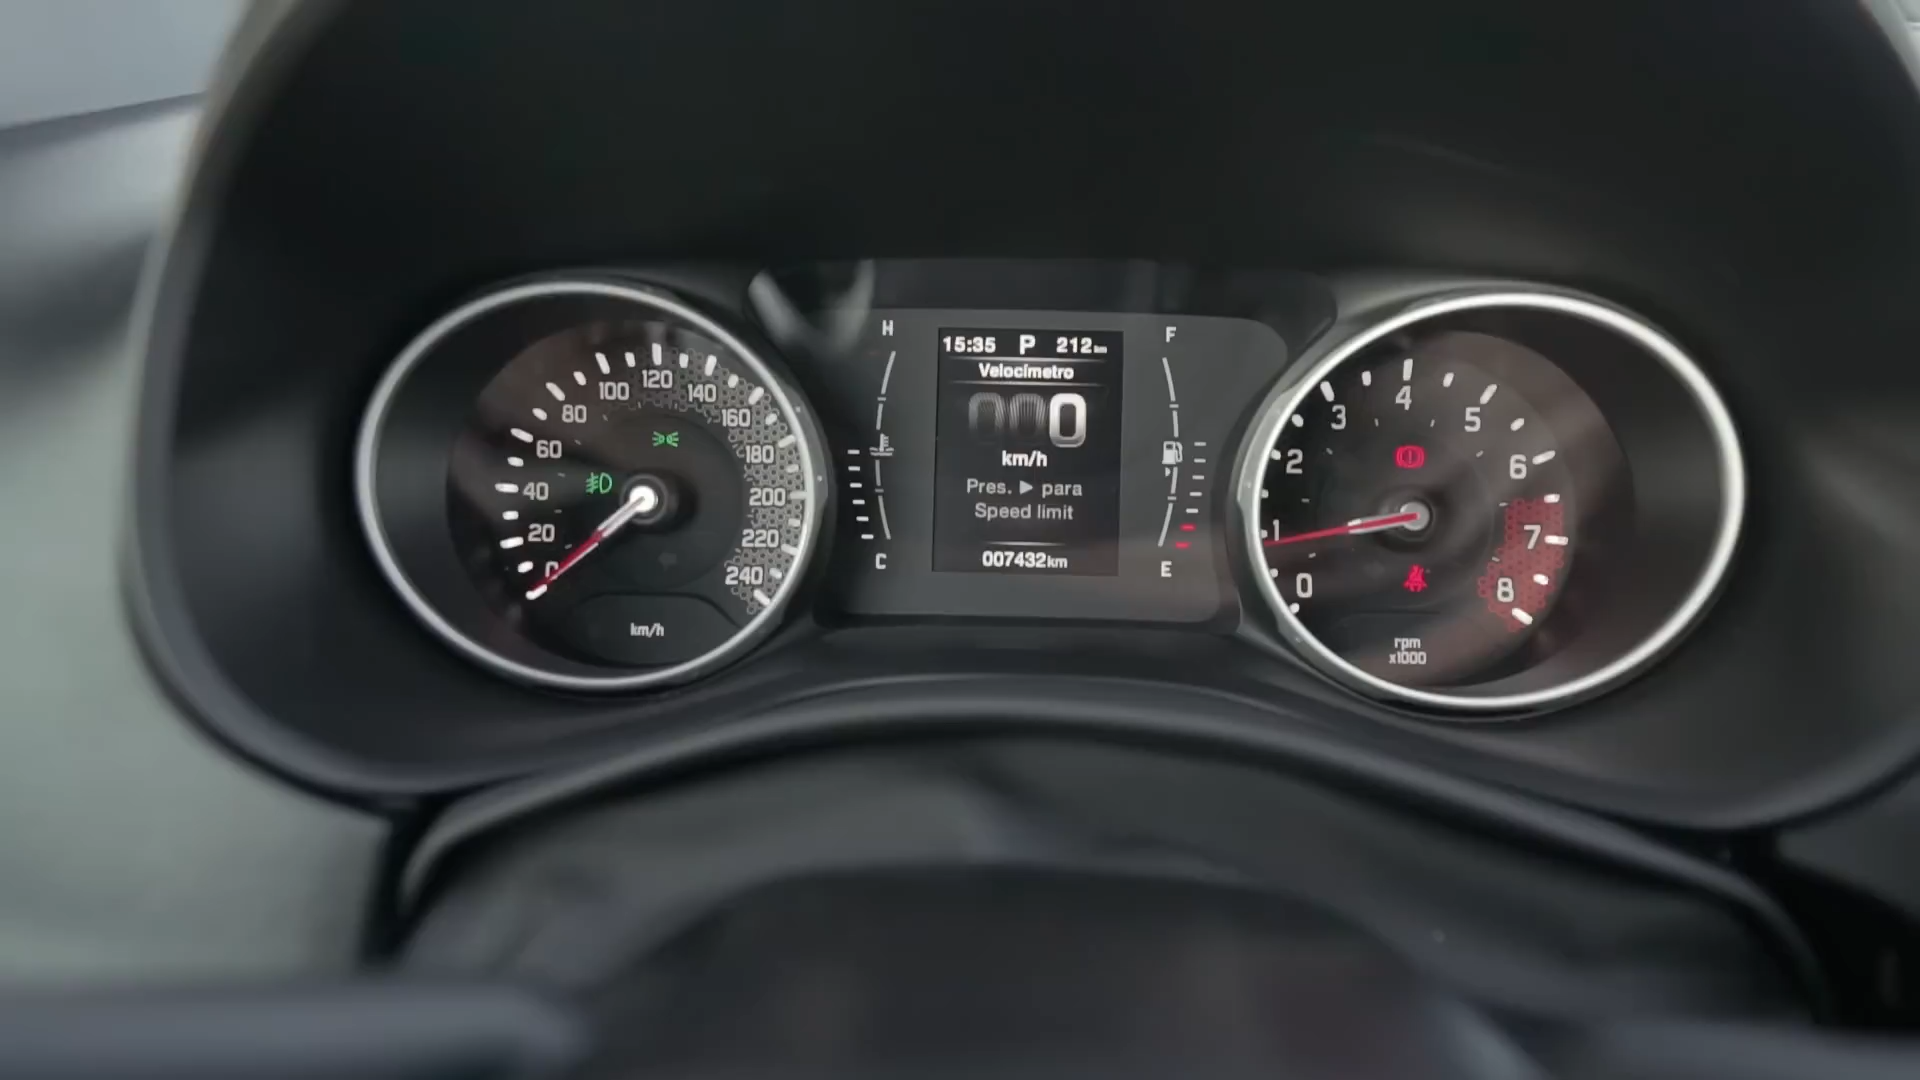 0
20
40
60
80
100
120
140
160
180
200
220
240
km/h
H
C
15:35 P 212km
Velocímetro
0
km/h
Pres. ▶ para
Speed limit
007432km
F
E
0
1
2
3
4
5
6
7
8
rpm
x1000